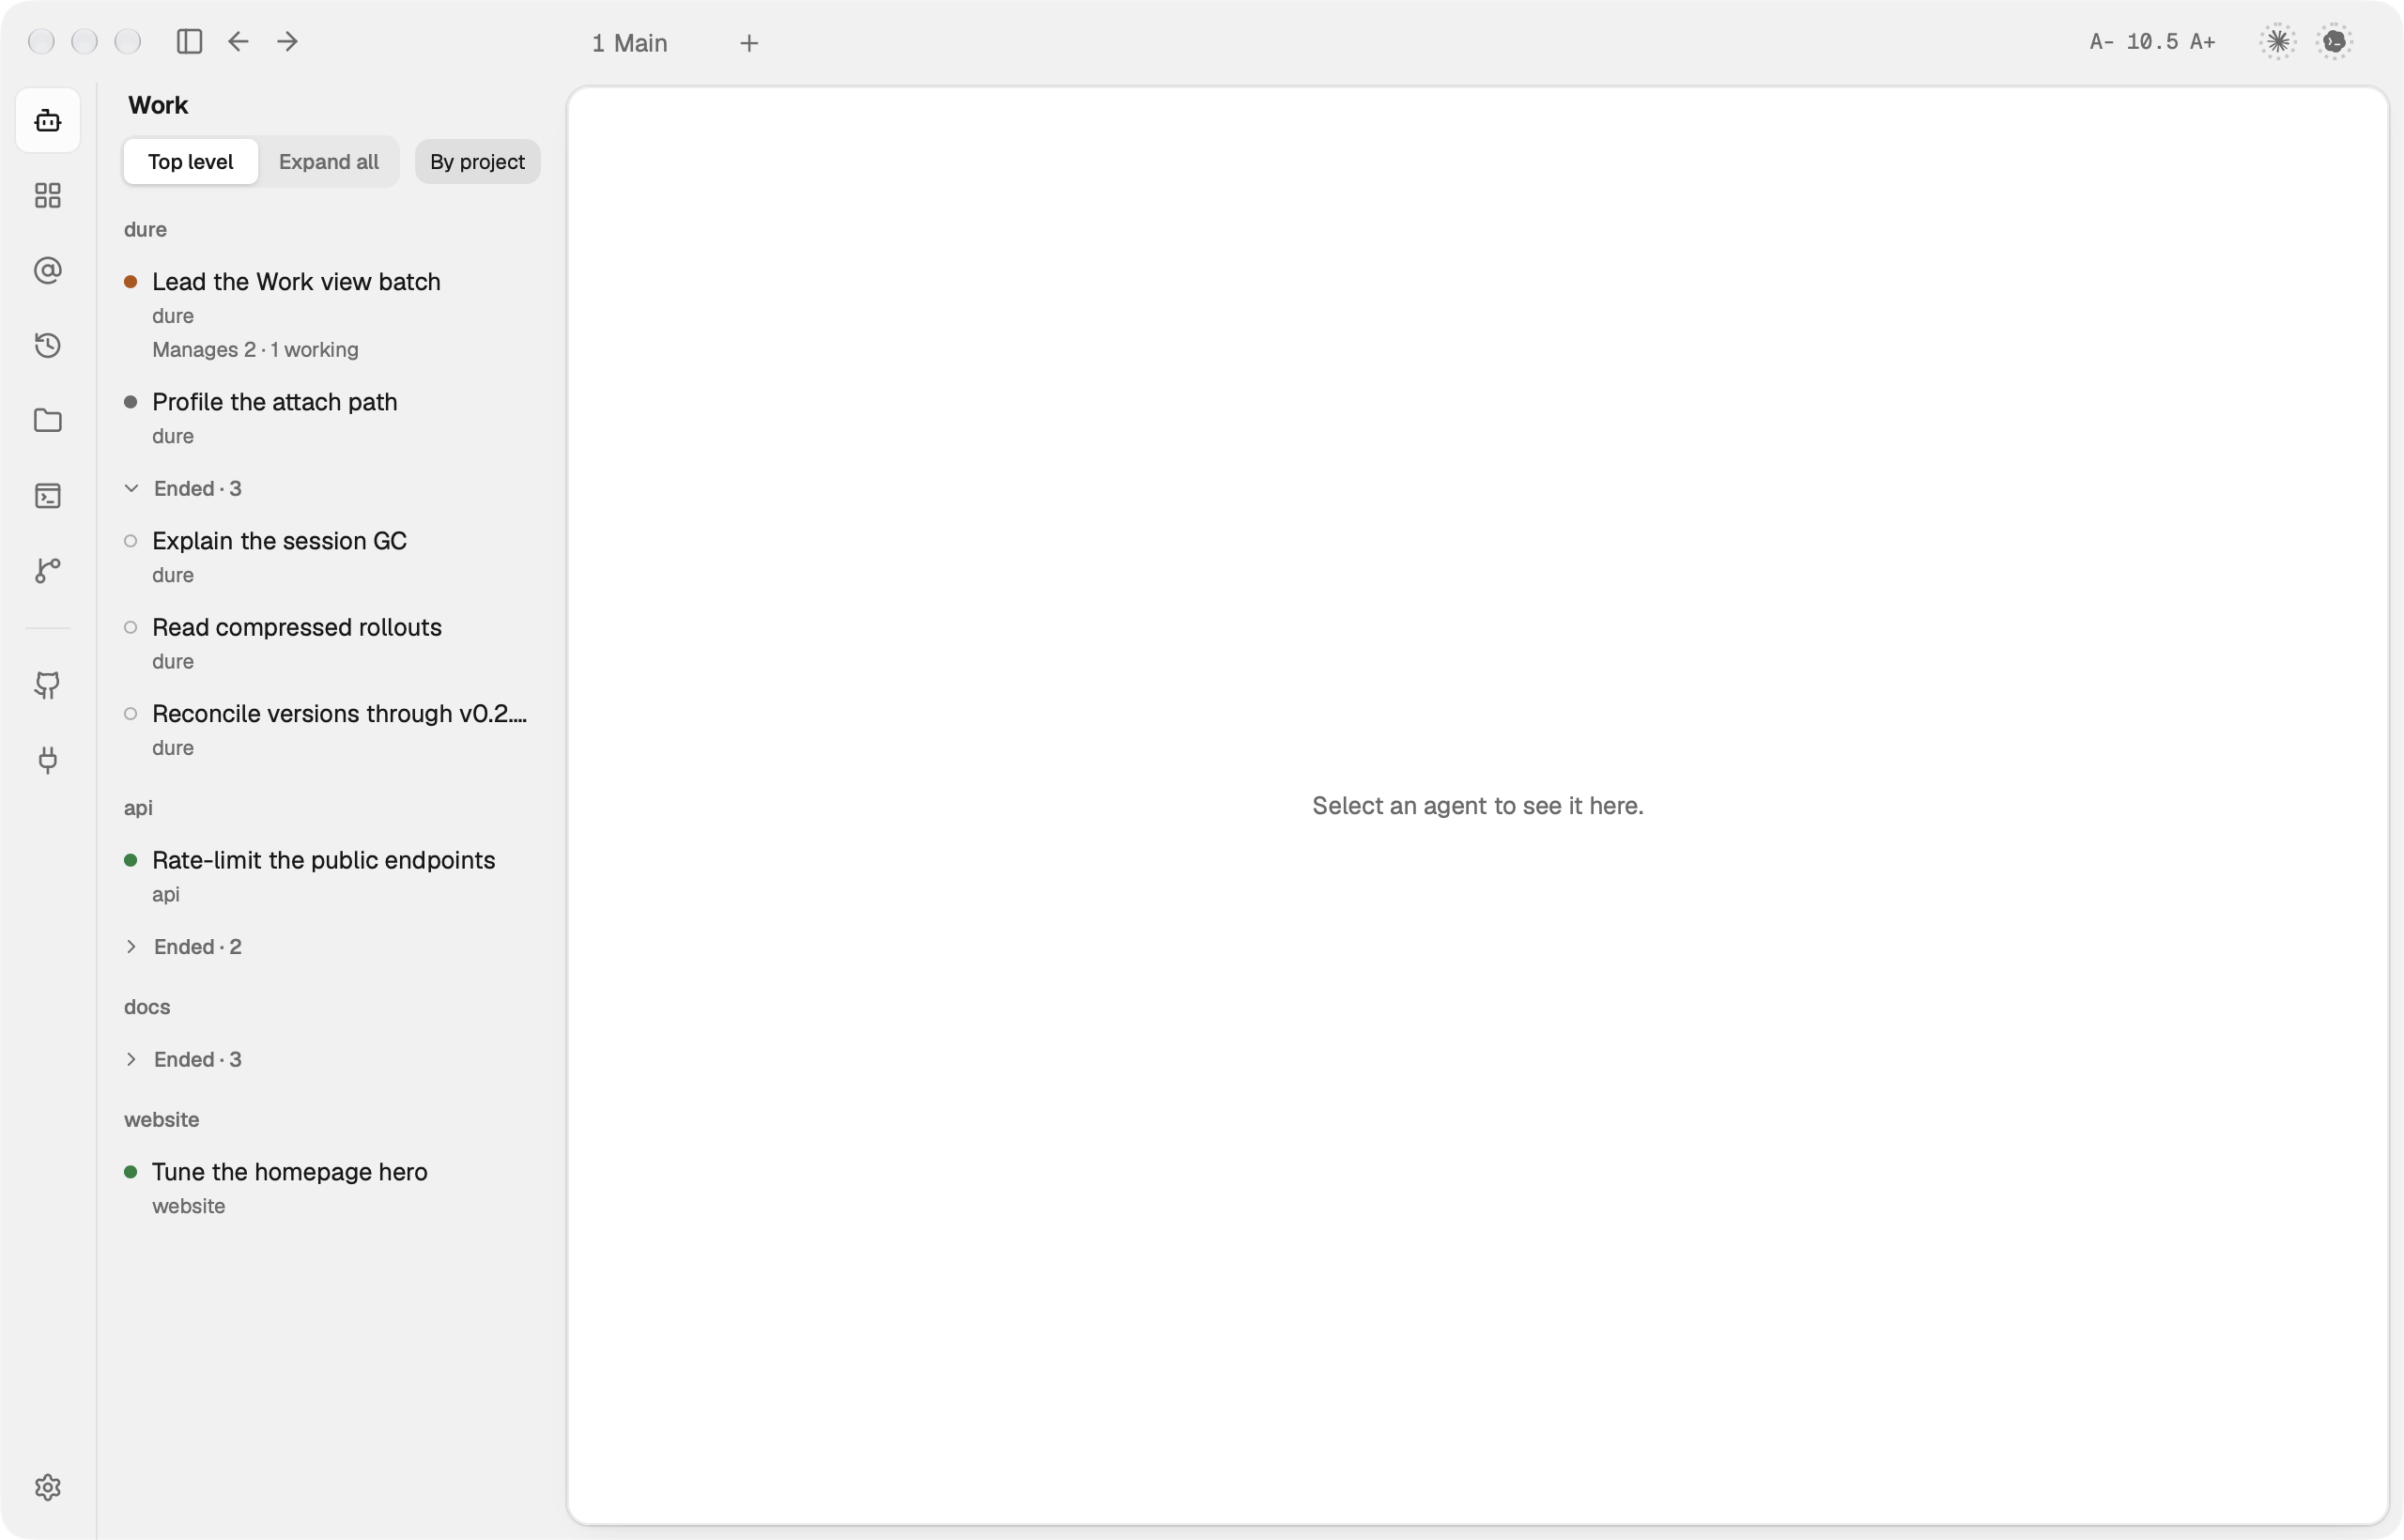 1 Main
A- 10.5 A+
Work
Top level
Expand all
By project
dure
Lead the Work view batch
dure
Manages 2 · 1 working
Profile the attach path
dure
Ended · 3
Explain the session GC
dure
Read compressed rollouts
dure
Reconcile versions through v0.2....
dure
api
Rate-limit the public endpoints
api
Ended · 2
docs
Ended · 3
website
Tune the homepage hero
website
Select an agent to see it here.